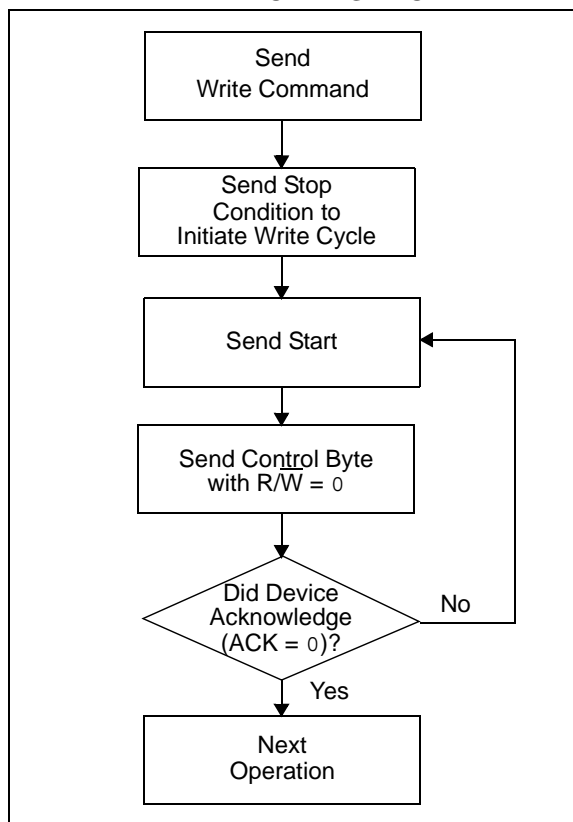 Send
Write Command
Send Stop
Condition to
Initiate Write Cycle
Send Start
Send Control Byte
with R/W̅ = 0
Did Device
Acknowledge
(ACK = 0)?
No
Yes
Next
Operation